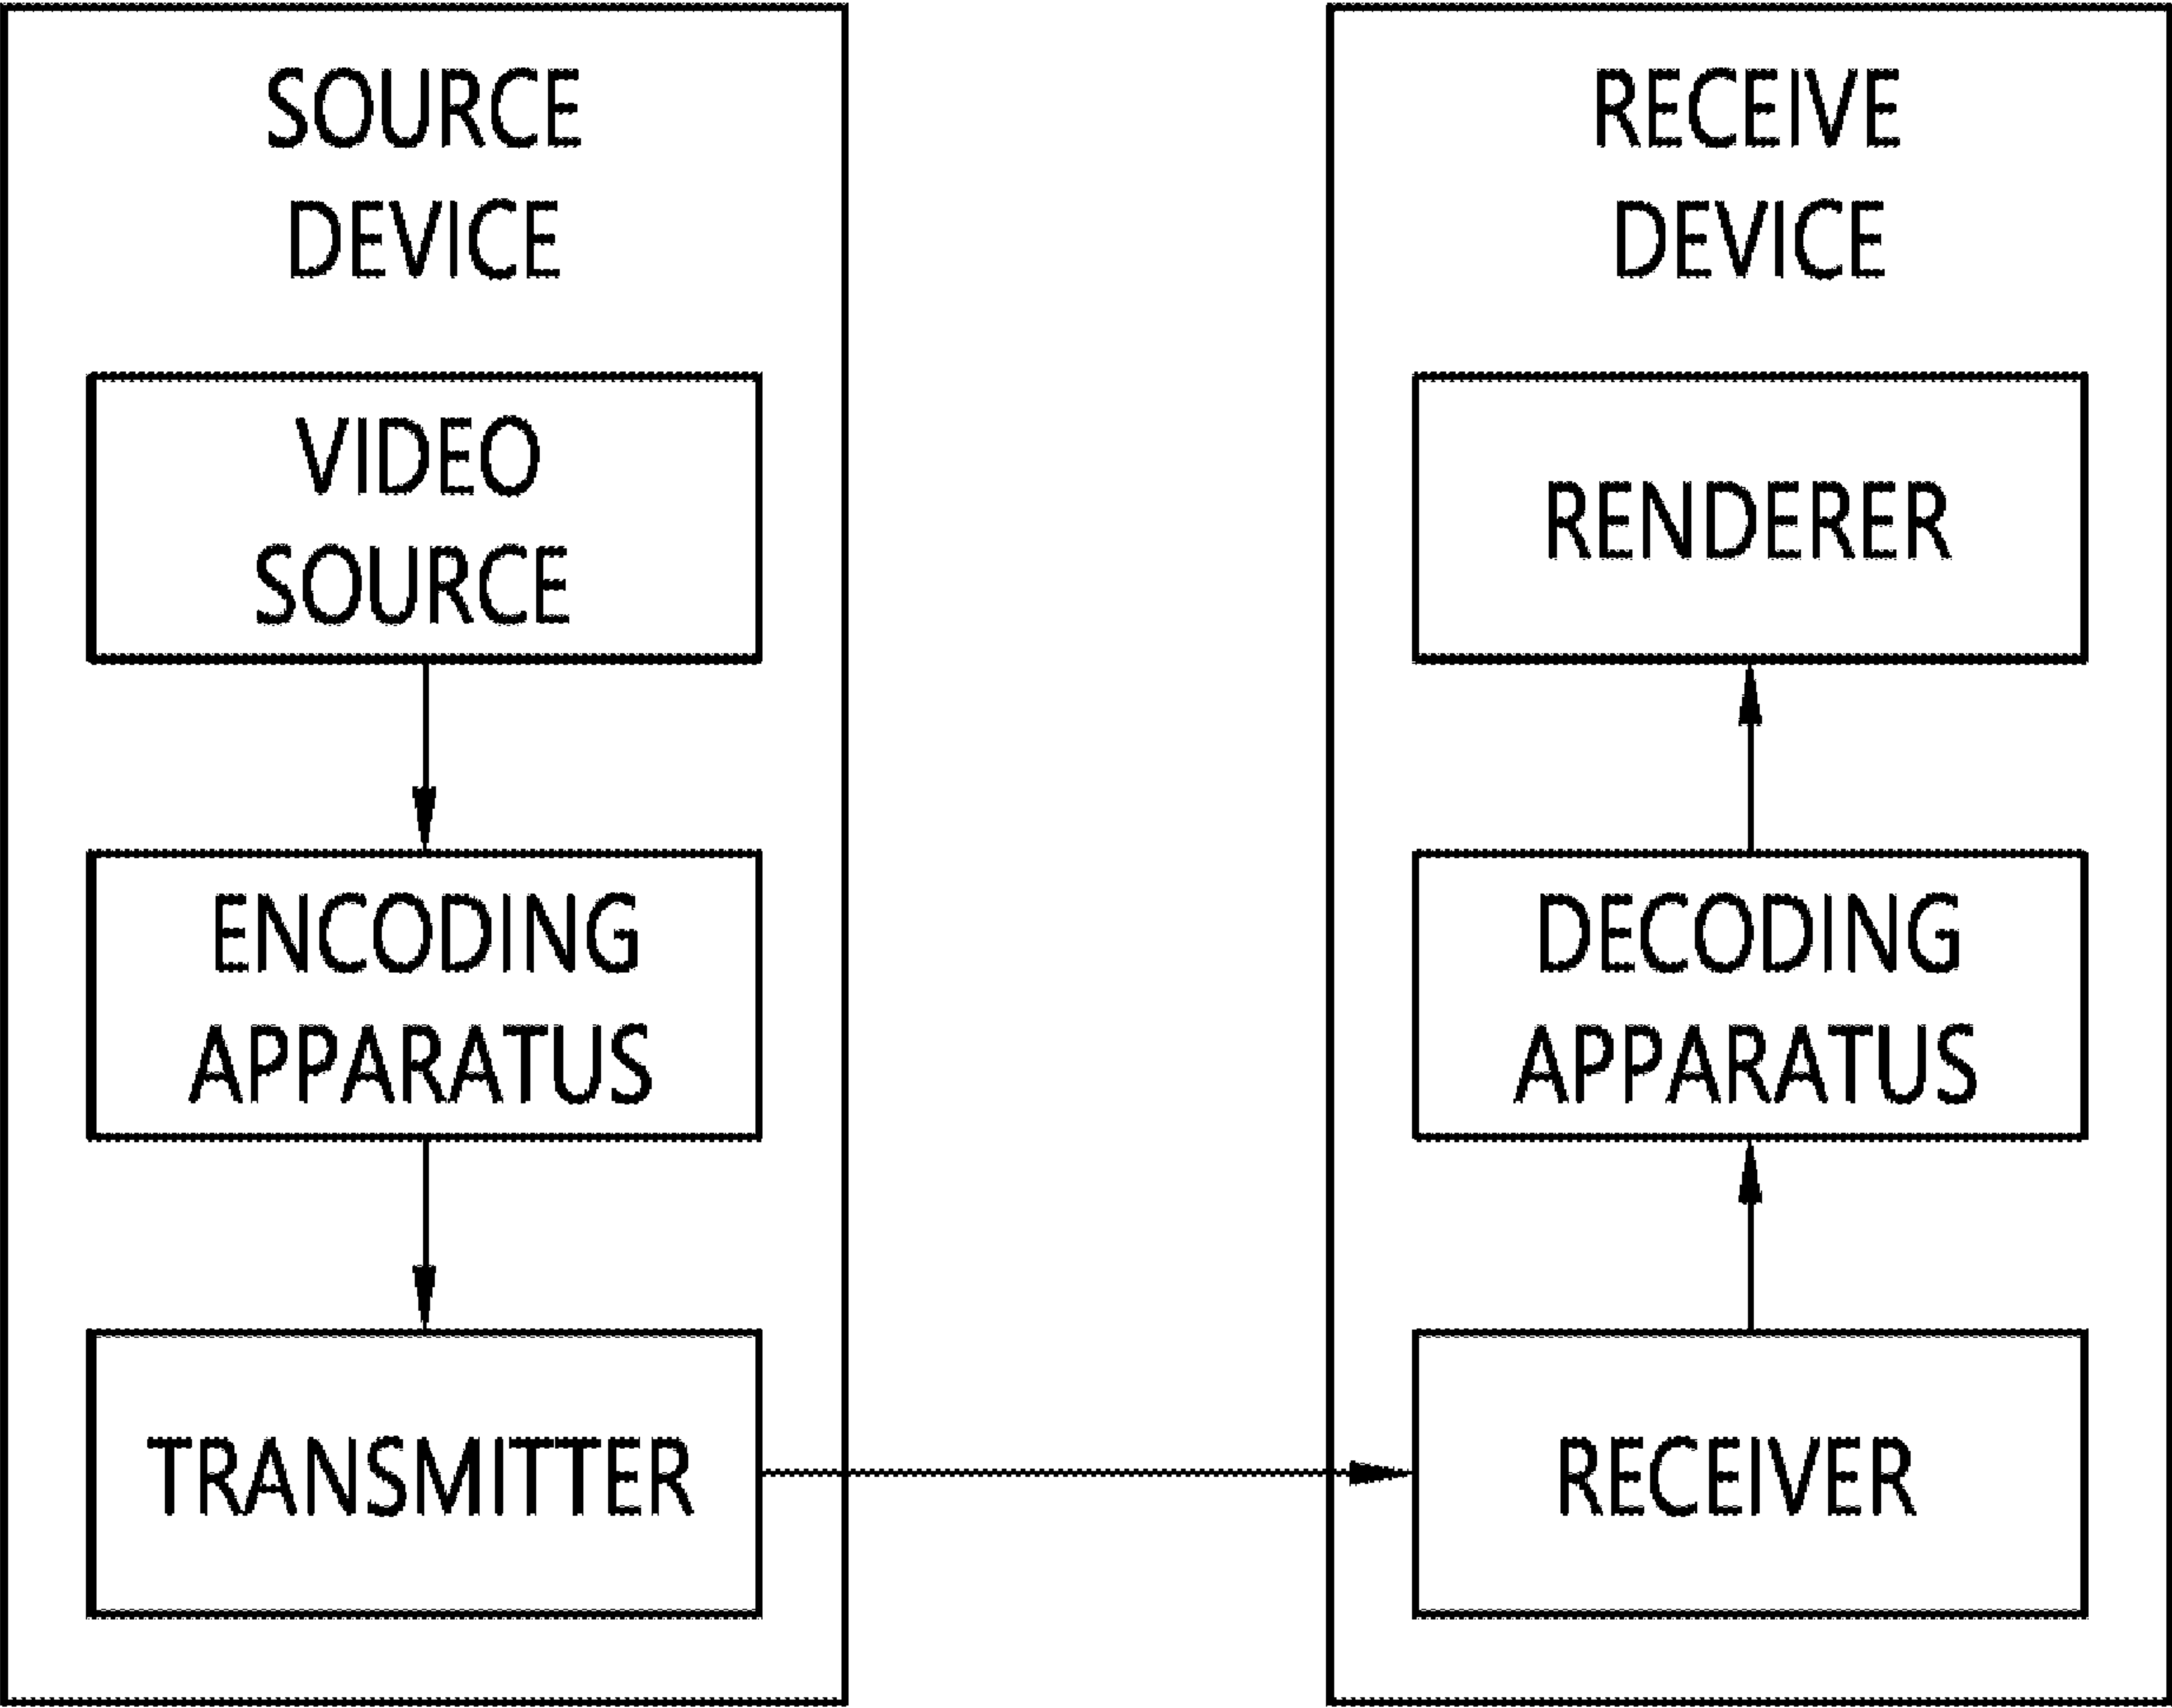 SOURCE
DEVICE
VIDEO
SOURCE
ENCODING
APPARATUS
TRANSMITTER
RECEIVE
DEVICE
RENDERER
DECODING
APPARATUS
RECEIVER